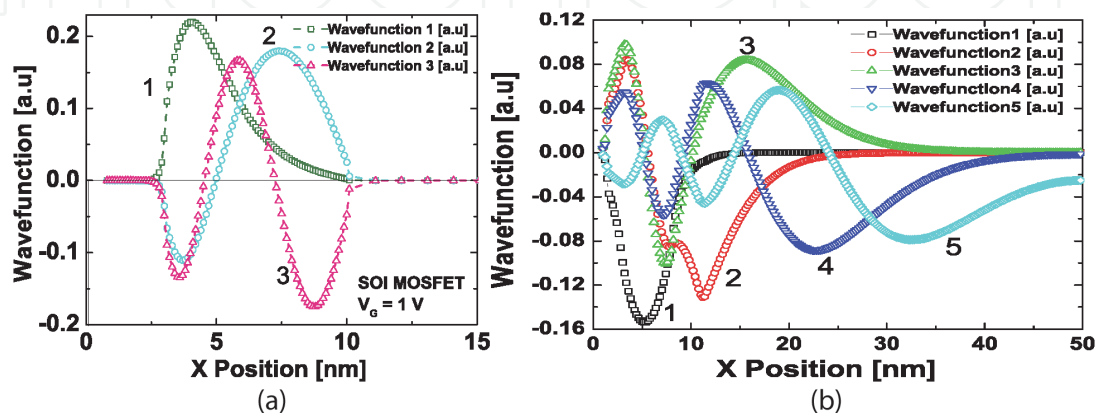 0.2
0.1
0.0
-0.1
-0.2
Wavefunction [a.u]
Wavefunction 1 [a.u]
Wavefunction 2 [a.u]
Wavefunction 3 [a.u]
1
2
3
SOI MOSFET
V_G = 1 V
0 5 10 15
X Position [nm]
(a)
0.12
0.08
0.04
0.00
-0.04
-0.08
-0.12
-0.16
Wavefunction [a.u]
Wavefunction1 [a.u]
Wavefunction2 [a.u]
Wavefunction3 [a.u]
Wavefunction4 [a.u]
Wavefunction5 [a.u]
3
1
2
4
5
0 10 20 30 40 50
X Position [nm]
(b)